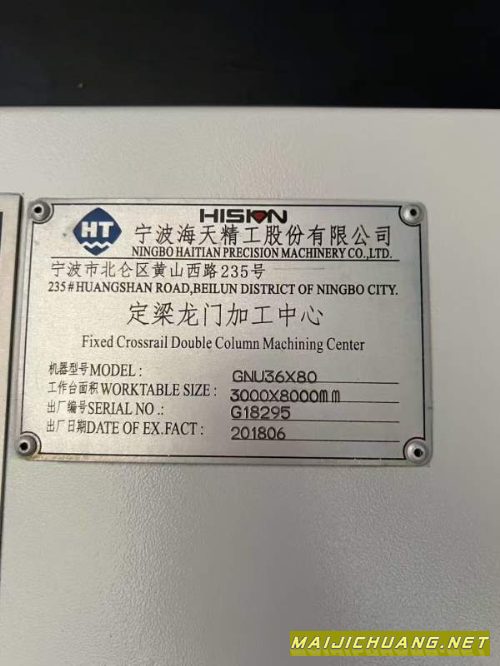 HISION
HT
宁波海天精工股份有限公司
NINGBO HAITIAN PRECISION MACHINERY CO.,LTD.
宁波市北仑区黄山西路235号
235#HUANGSHAN ROAD,BEILUN DISTRICT OF NINGBO CITY.
定梁龙门加工中心
Fixed Crossrail Double Column Machining Center
机器型号MODEL: GNU36X80
工作台面积WORKTABLE SIZE: 3000X8000mm
出厂编号SERIAL NO.: G18295
出厂日期DATE OF EX.FACT: 201806
MAIJICHUANG.NET